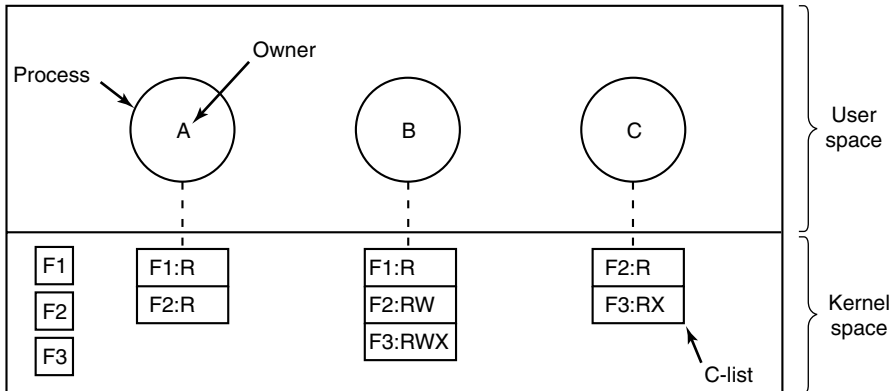 Process
Owner
A
B
C
User
space
F1
F2
F3
F1:R
F2:R
F1:R
F2:RW
F3:RWX
F2:R
F3:RX
C-list
Kernel
space